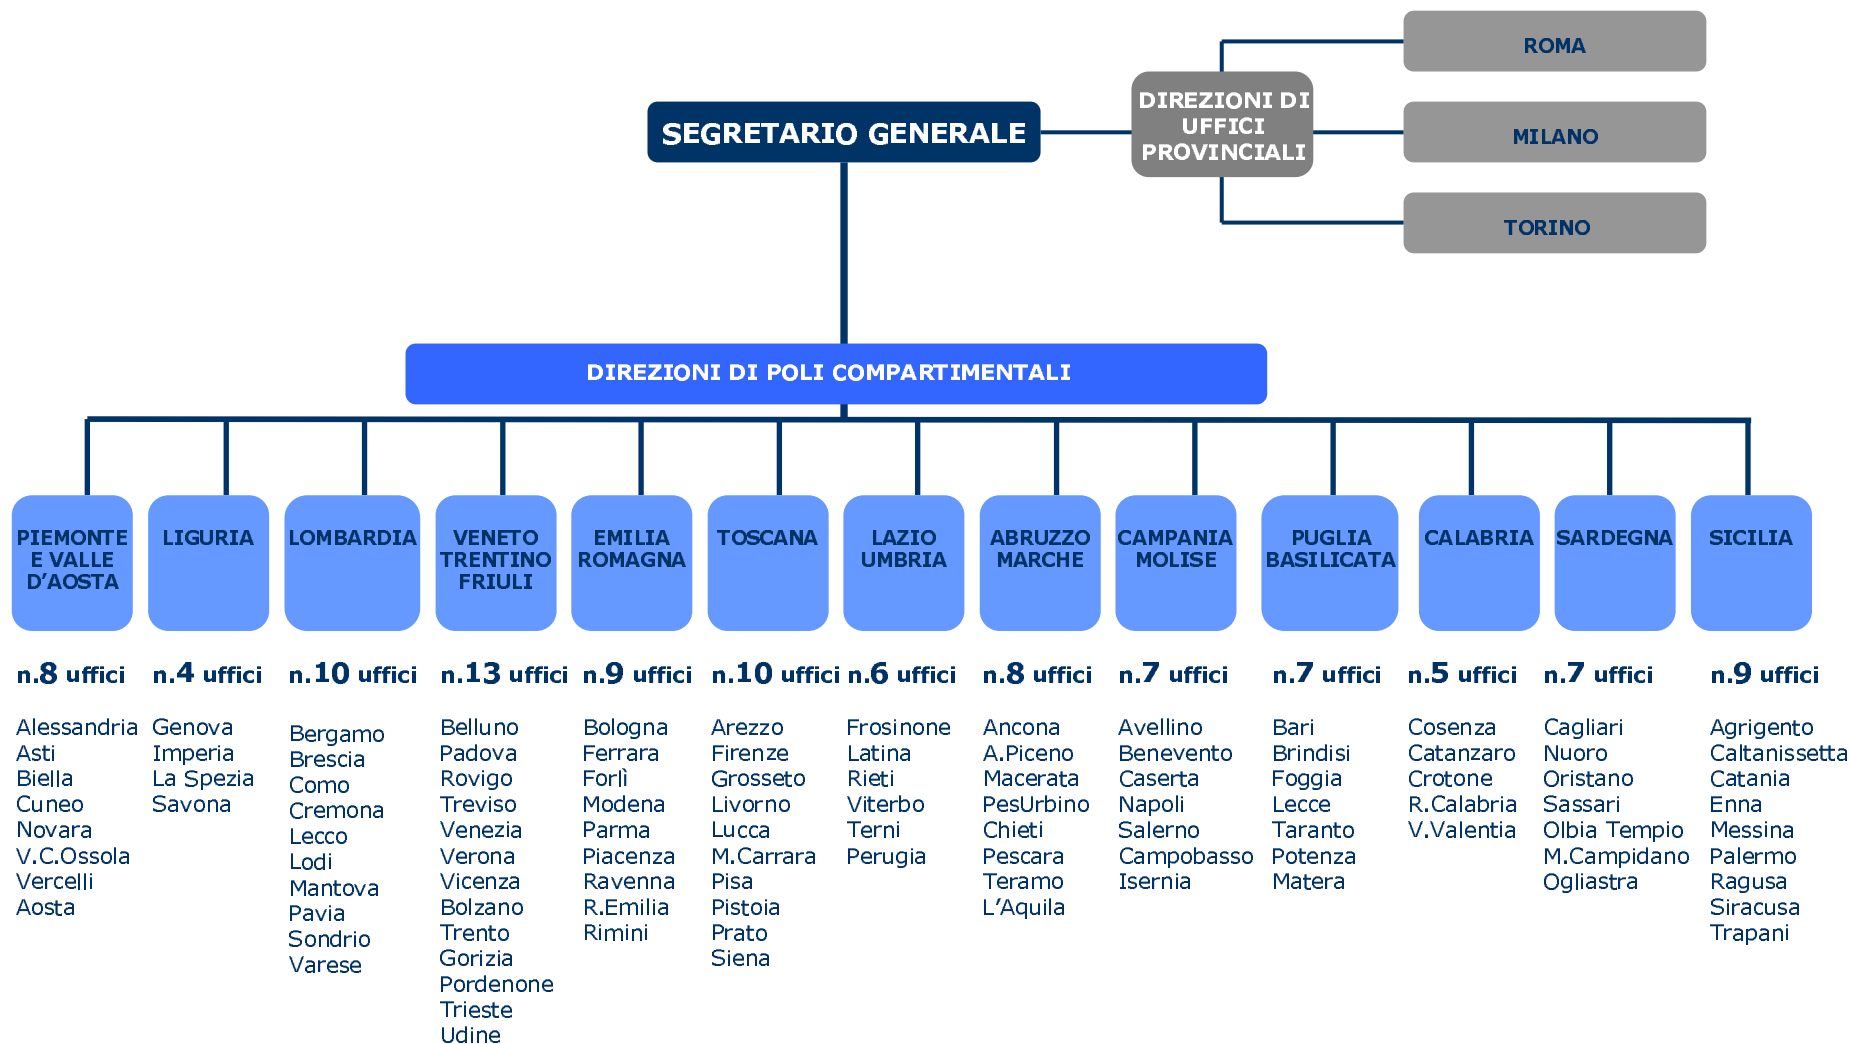 ROMA
SEGRETARIO GENERALE
DIREZIONI DI
UFFICI
PROVINCIALI
MILANO
TORINO
DIREZIONI DI POLI COMPARTIMENTALI
PIEMONTE
E VALLE
D'AOSTA
n.8 uffici
Alessandria
Asti
Biella
Cuneo
Novara
V.C.Ossola
Vercelli
Aosta
LIGURIA
n.4 uffici
Genova
Imperia
La Spezia
Savona
LOMBARDIA
n.10 uffici
Bergamo
Brescia
Como
Cremona
Lecco
Lodi
Mantova
Pavia
Sondrio
Varese
VENETO
TRENTINO
FRIULI
n.13 uffici
Belluno
Padova
Rovigo
Treviso
Venezia
Verona
Vicenza
Bolzano
Trento
Gorizia
Pordenone
Trieste
Udine
EMILIA
ROMAGNA
n.9 uffici
Bologna
Ferrara
Forlì
Modena
Parma
Piacenza
Ravenna
R.Emilia
Rimini
TOSCANA
n.10 uffici
Arezzo
Firenze
Grosseto
Livorno
Lucca
M.Carrara
Pisa
Pistoia
Prato
Siena
LAZIO
UMBRIA
n.6 uffici
Frosinone
Latina
Rieti
Viterbo
Terni
Perugia
ABRUZZO
MARCHE
n.8 uffici
Ancona
A.Piceno
Macerata
PesUrbino
Chieti
Pescara
Teramo
L'Aquila
CAMPANIA
MOLISE
n.7 uffici
Avellino
Benevento
Caserta
Napoli
Salerno
Campobasso
Isernia
PUGLIA
BASILICATA
n.7 uffici
Bari
Brindisi
Foggia
Lecce
Taranto
Potenza
Matera
CALABRIA
n.5 uffici
Cosenza
Catanzaro
Crotone
R.Calabria
V.Valentia
SARDEGNA
n.7 uffici
Cagliari
Nuoro
Oristano
Sassari
Olbia Tempio
M.Campidano
Ogliastra
SICILIA
n.9 uffici
Agrigento
Caltanissetta
Catania
Enna
Messina
Palermo
Ragusa
Siracusa
Trapani